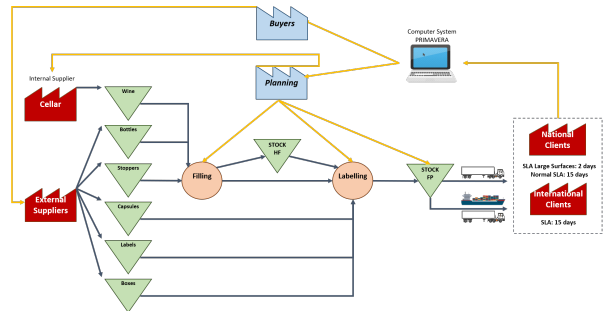 Buyers
Computer System
PRIMAVERA
Internal Supplier
Planning
Cellar
Wine
Bottles
STOCK
HF
National
Clients
SLA Large Surfaces: 2 days
Normal SLA: 15 days
Stoppers
Filling
Labelling
STOCK
FP
External
Suppliers
Capsules
International
Clients
SLA: 15 days
Labels
Boxes